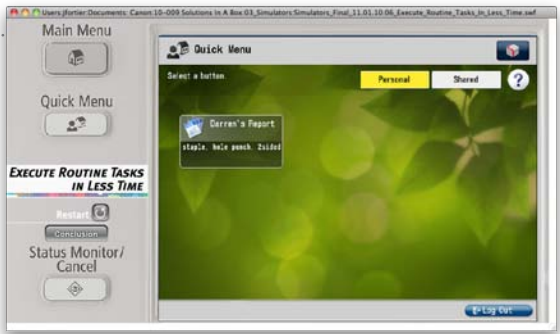 Users:jfortier:Documents: Canon:10-009 Solutions In A Box:03_Simulators:Simulators_Final_11.01.10:06_Execute_Routine_Tasks_In_Less_Time.swf
Main Menu
Quick Menu
EXECUTE ROUTINE TASKS
IN LESS TIME
Restart
Conclusion
Status Monitor/
Cancel
Quick Menu
Select a button.
Personal
Shared
?
Darren's Report
staple, hole punch, 2sided
Log Out